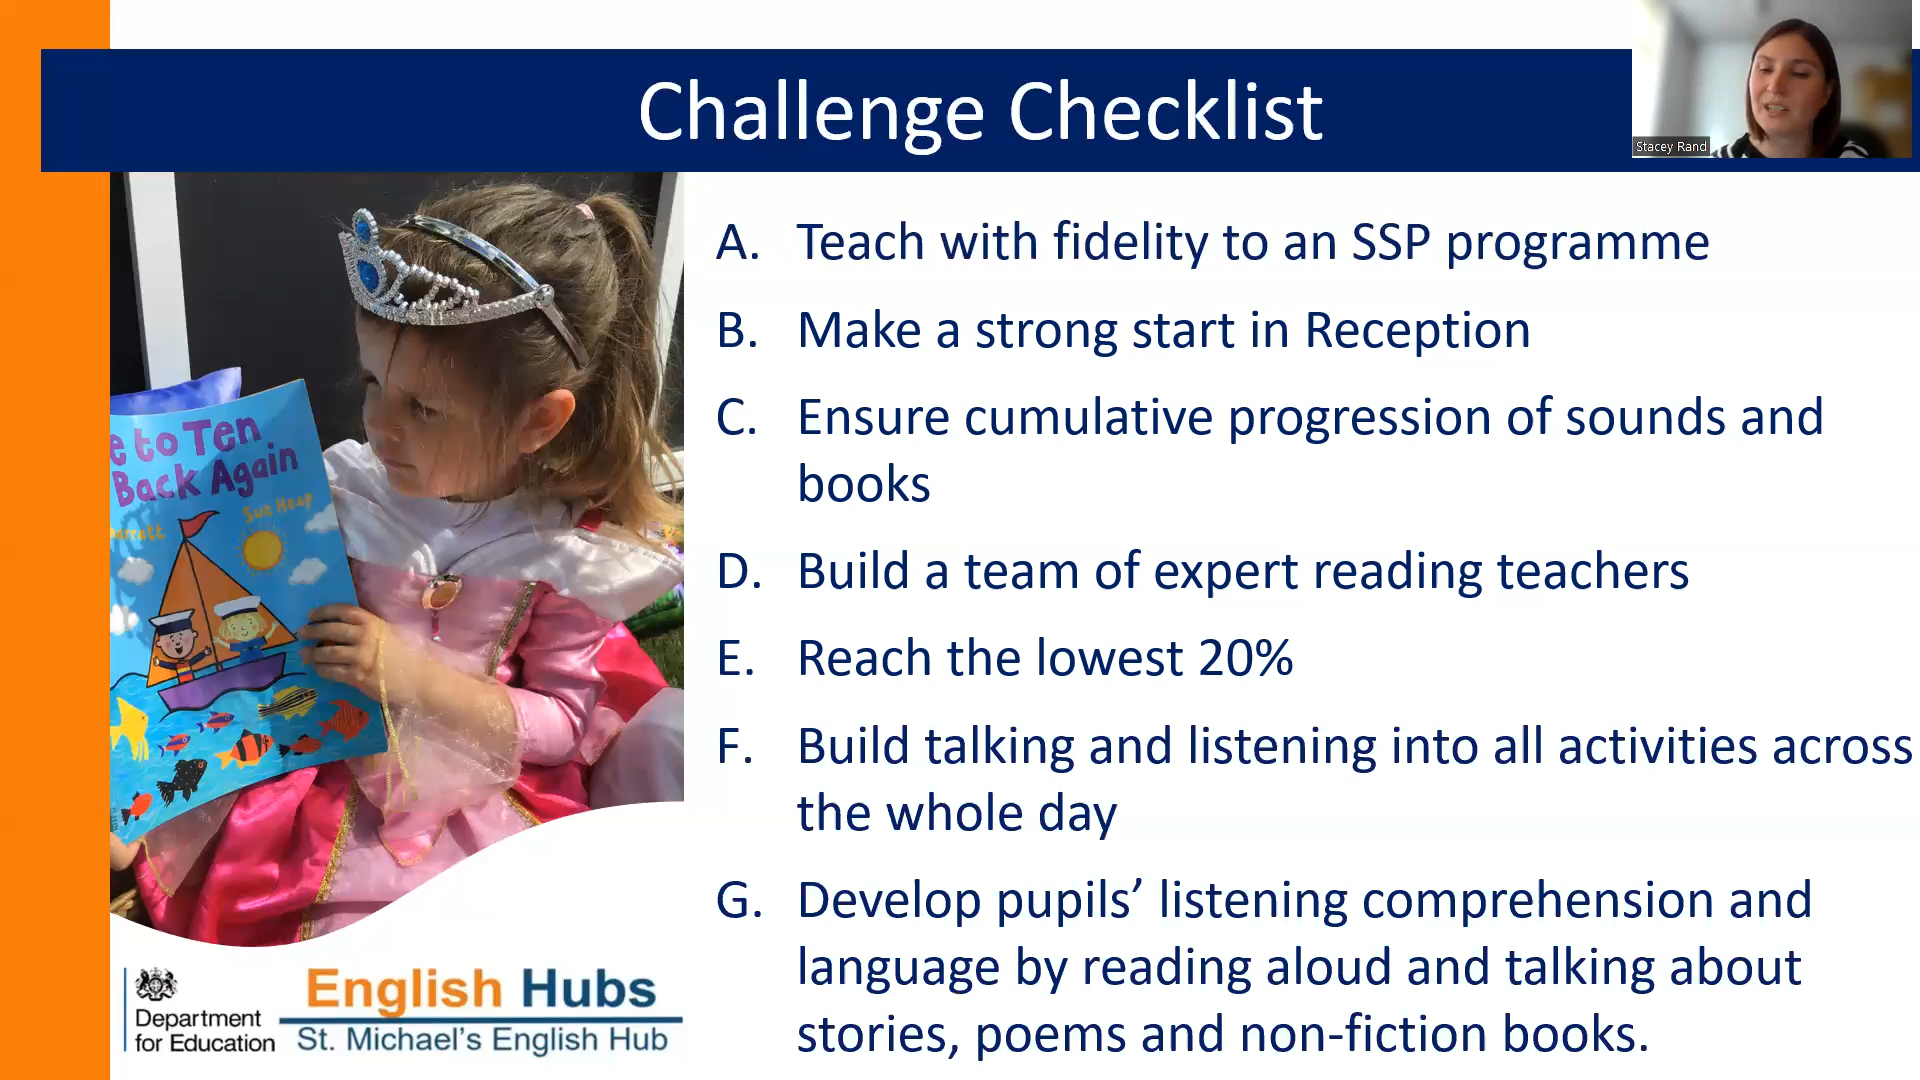 Challenge Checklist
Stacey Rand
A. Teach with fidelity to an SSP programme
B. Make a strong start in Reception
C. Ensure cumulative progression of sounds and
books
D. Build a team of expert reading teachers
E. Reach the lowest 20%
F. Build talking and listening into all activities across
the whole day
G. Develop pupils’ listening comprehension and
language by reading aloud and talking about
stories, poems and non-fiction books.
e to Ten
Back Again
Sue Heap
Department
for Education
English Hubs
St. Michael’s English Hub